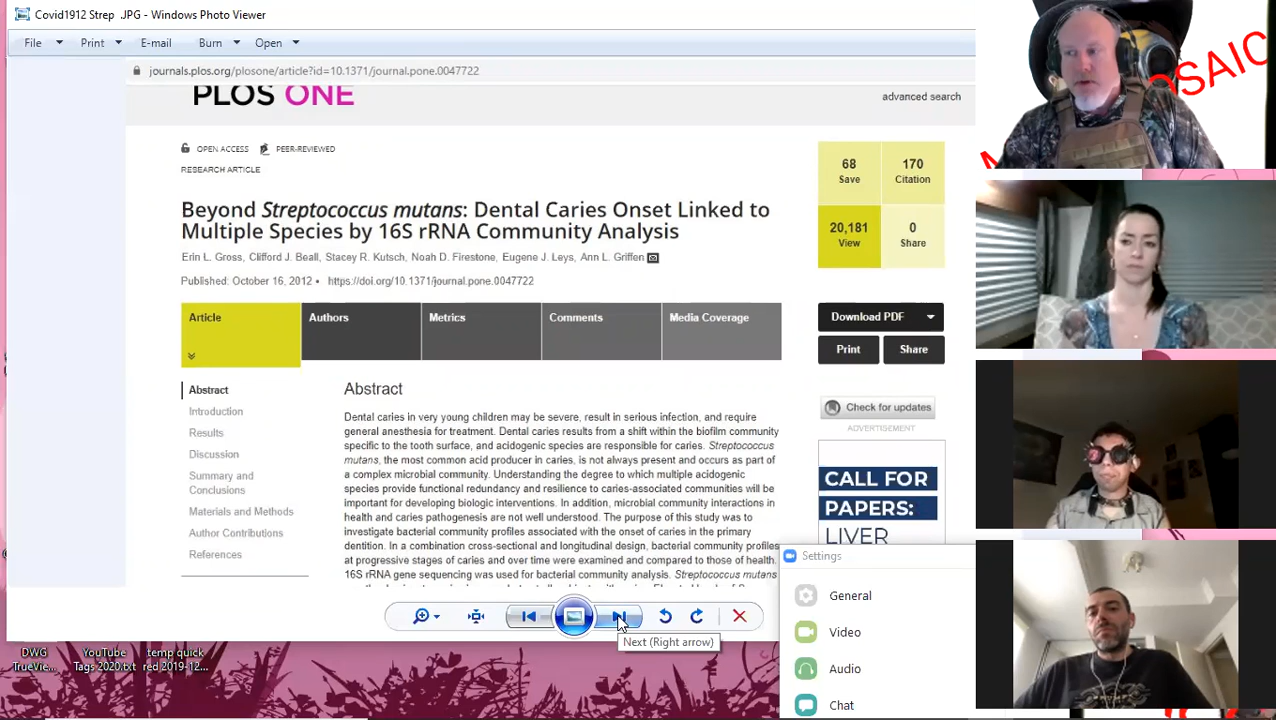 Covid1912 Strep .JPG - Windows Photo Viewer
File Print E-mail Burn Open
journals.plos.org/plosone/article?id=10.1371/journal.pone.0047722
PLOS ONE
advanced search
OPEN ACCESS PEER-REVIEWED
RESEARCH ARTICLE
68
Save
170
Citation
20,181
View
0
Share
Beyond Streptococcus mutans: Dental Caries Onset Linked to
Multiple Species by 16S rRNA Community Analysis
Erin L. Gross, Clifford J. Beall, Stacey R. Kutsch, Noah D. Firestone, Eugene J. Leys, Ann L. Griffen
Published: October 16, 2012 • https://doi.org/10.1371/journal.pone.0047722
Article Authors Metrics Comments Media Coverage
Download PDF
Print Share
Check for updates
ADVERTISEMENT
CALL FOR
PAPERS:
LIVER
Abstract
Introduction
Results
Discussion
Summary and
Conclusions
Materials and Methods
Author Contributions
References
Abstract
Dental caries in very young children may be severe, result in serious infection, and require
general anesthesia for treatment. Dental caries results from a shift within the biofilm community
specific to the tooth surface, and acidogenic species are responsible for caries. Streptococcus
mutans, the most common acid producer in caries, is not always present and occurs as part of
a complex microbial community. Understanding the degree to which multiple acidogenic
species provide functional redundancy and resilience to caries-associated communities will be
important for developing biologic interventions. In addition, microbial community interactions in
health and caries pathogenesis are not well understood. The purpose of this study was to
investigate bacterial community profiles associated with the onset of caries in the primary
dentition. In a combination cross-sectional and longitudinal design, bacterial community profiles
at progressive stages of caries and over time were examined and compared to those of health.
16S rRNA gene sequencing was used for bacterial community analysis. Streptococcus mutans
Next (Right arrow)
Settings
General
Video
Audio
Chat
DWG
TrueVie...
YouTube
Tags 2020.txt
temp quick
red 2019-12...
OSAIC